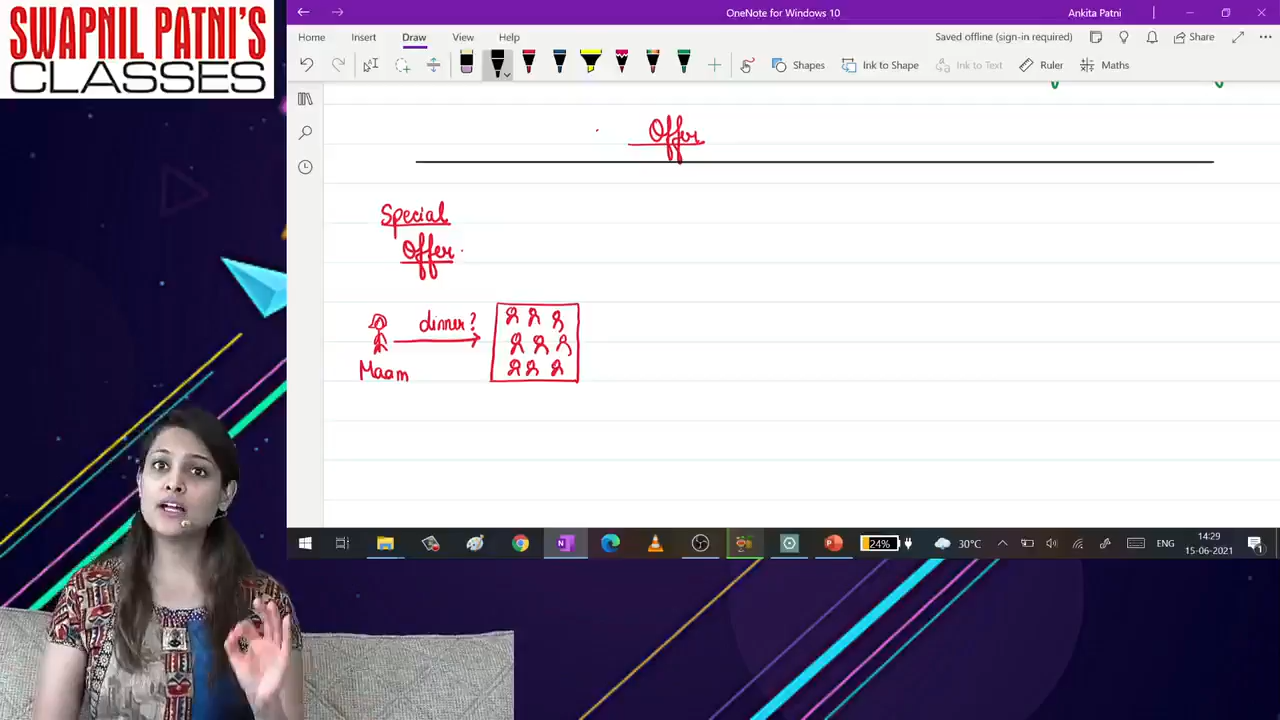 SWAPNIL PATNI'S
CLASSES
OneNote for Windows 10
Ankita Patni
Home Insert Draw View Help
Saved offline (sign-in required)
Share
Shapes Ink to Shape Ink to Text Ruler Maths
Offer
Special
Offer
dinner?
Maam
24% 30°C ENG 14:29
15-06-2021